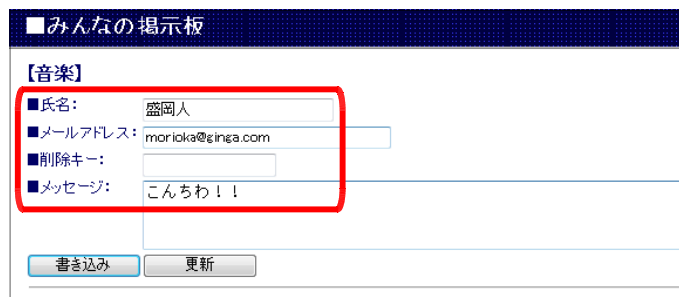 ■みんなの掲示板
【音楽】
■氏名： 盛岡人
■メールアドレス： morioka@ginga.com
■削除キー：
■メッセージ： こんちわ！！
書き込み 更新